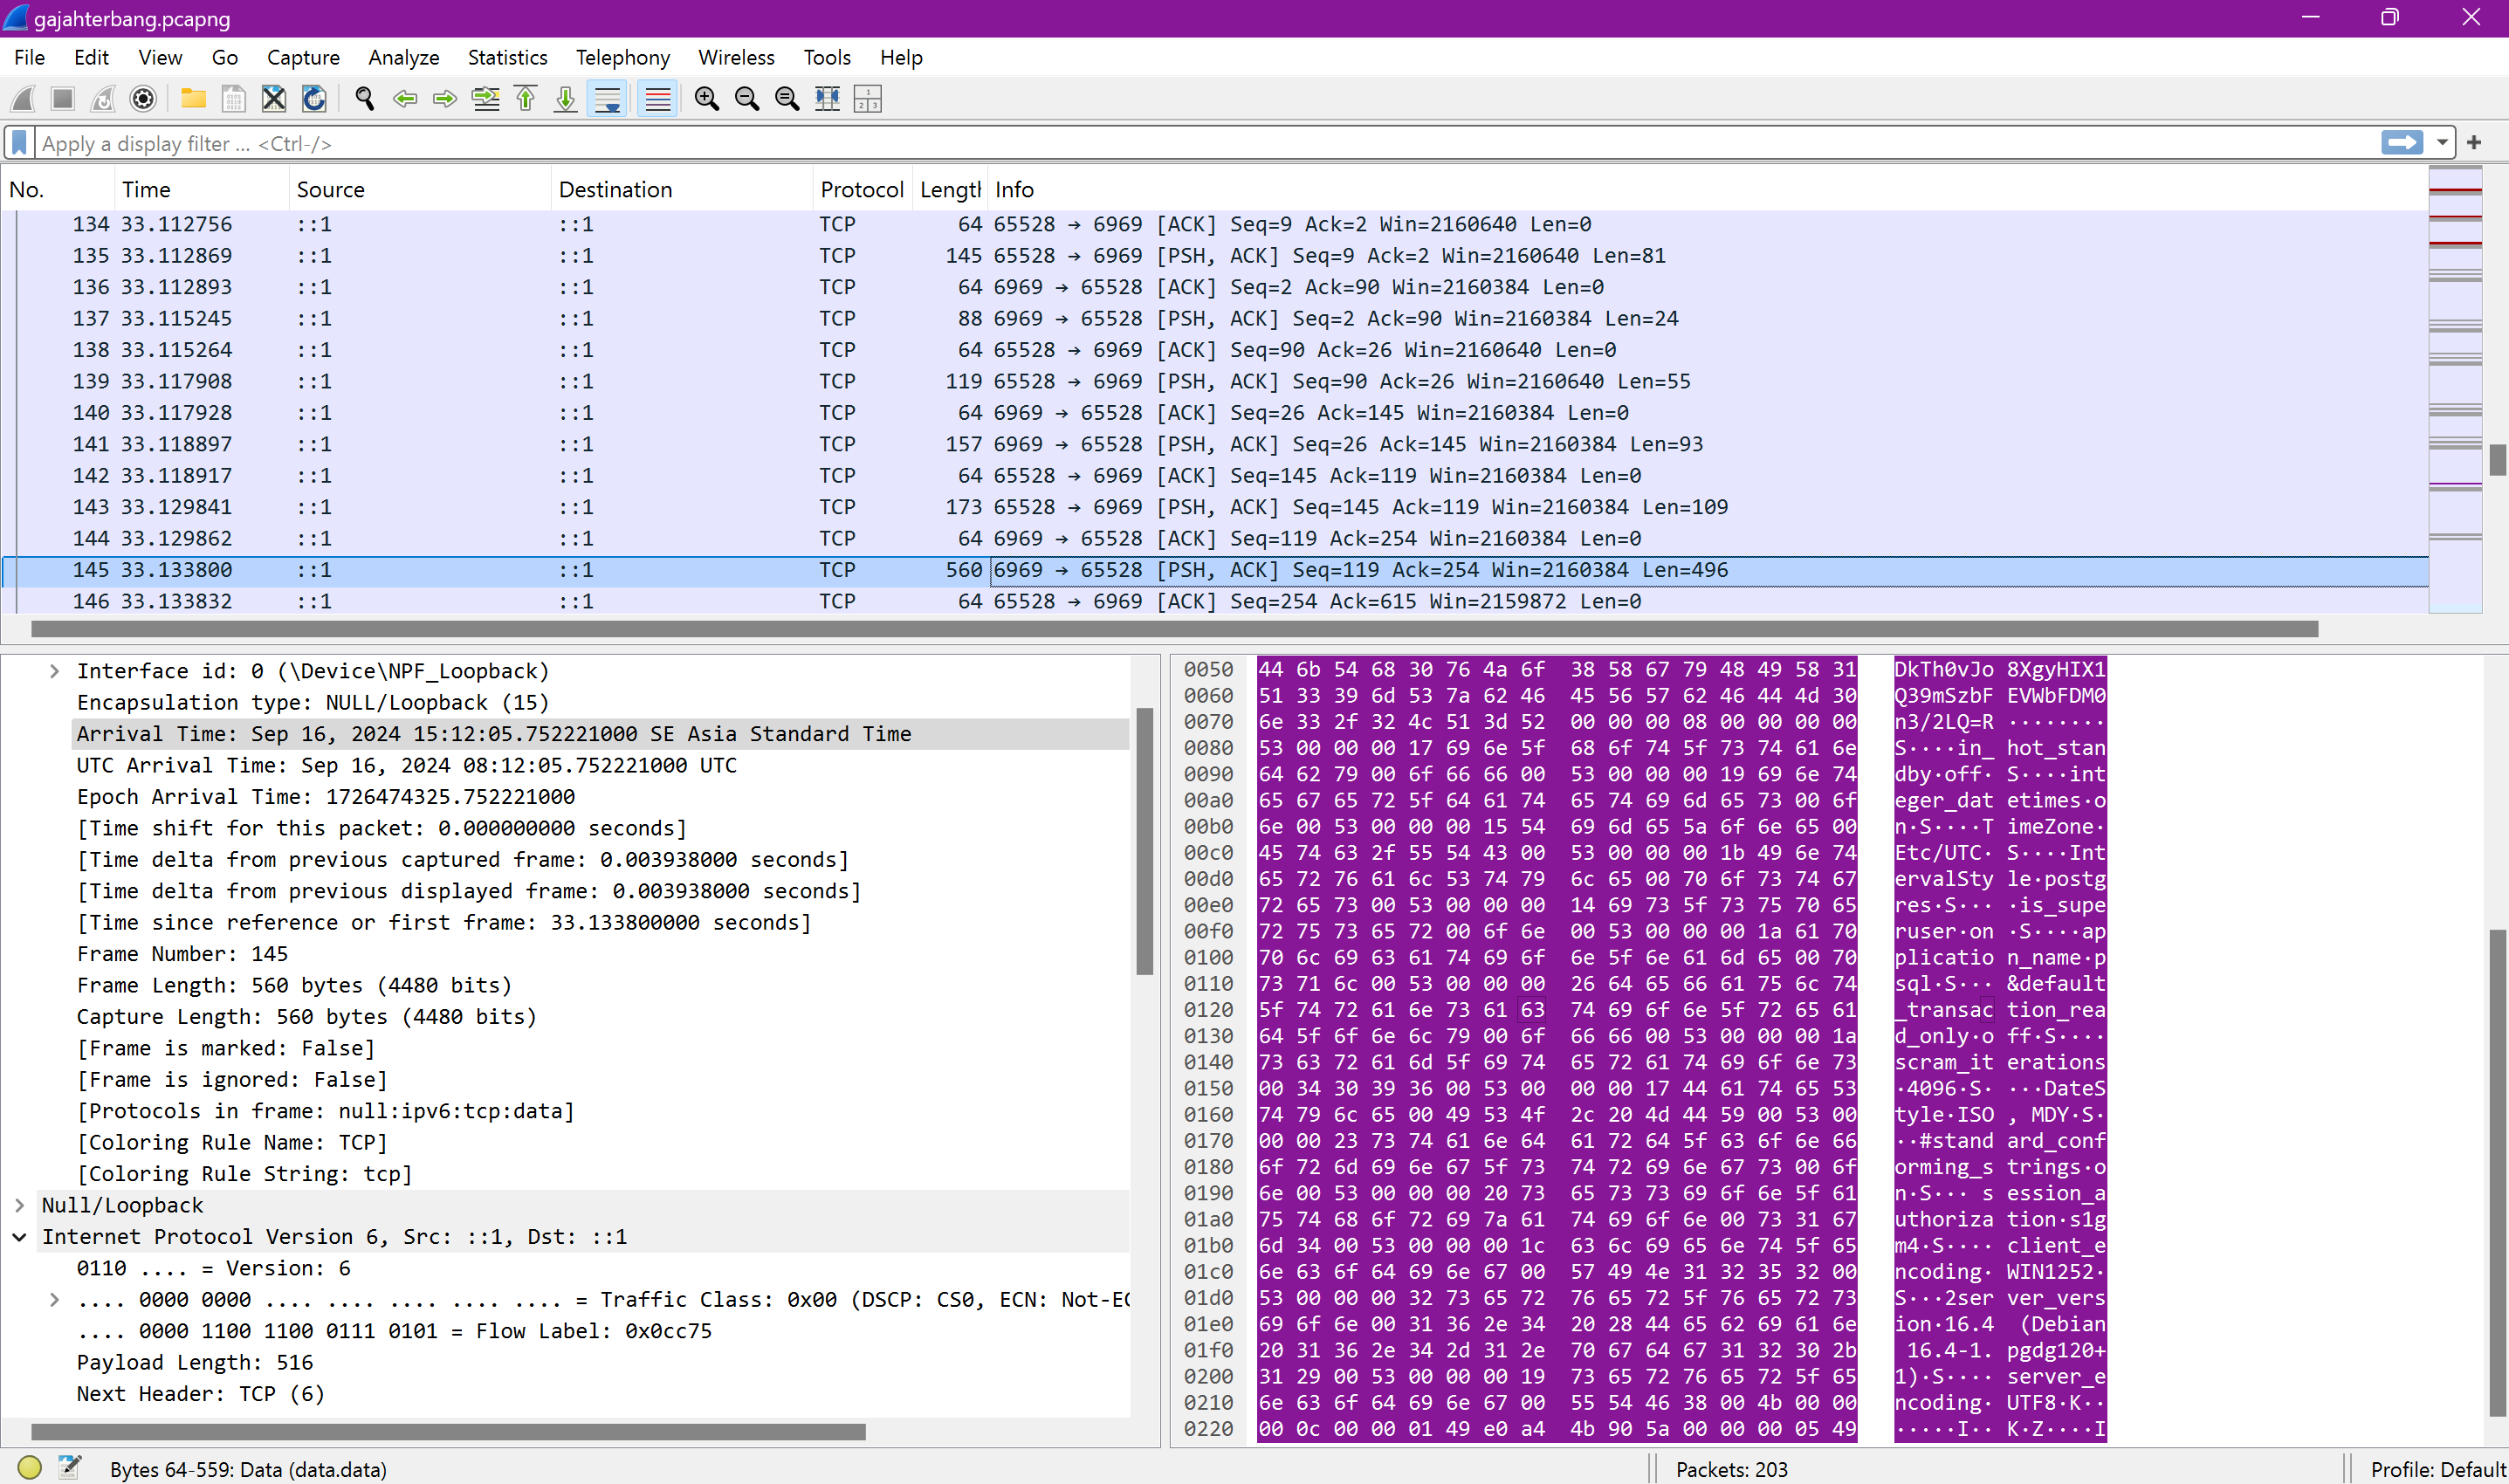 gajahterbang.pcapng
File Edit View Go Capture Analyze Statistics Telephony Wireless Tools Help
Apply a display filter ... <Ctrl-/>
No. Time Source Destination Protocol Length Info
134 33.112756 ::1 ::1 TCP 64 65528 → 6969 [ACK] Seq=9 Ack=2 Win=2160640 Len=0
135 33.112869 ::1 ::1 TCP 145 65528 → 6969 [PSH, ACK] Seq=9 Ack=2 Win=2160640 Len=81
136 33.112893 ::1 ::1 TCP 64 6969 → 65528 [ACK] Seq=2 Ack=90 Win=2160384 Len=0
137 33.115245 ::1 ::1 TCP 88 6969 → 65528 [PSH, ACK] Seq=2 Ack=90 Win=2160384 Len=24
138 33.115264 ::1 ::1 TCP 64 65528 → 6969 [ACK] Seq=90 Ack=26 Win=2160640 Len=0
139 33.117908 ::1 ::1 TCP 119 65528 → 6969 [PSH, ACK] Seq=90 Ack=26 Win=2160640 Len=55
140 33.117928 ::1 ::1 TCP 64 6969 → 65528 [ACK] Seq=26 Ack=145 Win=2160384 Len=0
141 33.118897 ::1 ::1 TCP 157 6969 → 65528 [PSH, ACK] Seq=26 Ack=145 Win=2160384 Len=93
142 33.118917 ::1 ::1 TCP 64 65528 → 6969 [ACK] Seq=145 Ack=119 Win=2160384 Len=0
143 33.129841 ::1 ::1 TCP 173 65528 → 6969 [PSH, ACK] Seq=145 Ack=119 Win=2160384 Len=109
144 33.129862 ::1 ::1 TCP 64 6969 → 65528 [ACK] Seq=119 Ack=254 Win=2160384 Len=0
145 33.133800 ::1 ::1 TCP 560 6969 → 65528 [PSH, ACK] Seq=119 Ack=254 Win=2160384 Len=496
146 33.133832 ::1 ::1 TCP 64 65528 → 6969 [ACK] Seq=254 Ack=615 Win=2159872 Len=0
Interface id: 0 (\Device\NPF_Loopback)
Encapsulation type: NULL/Loopback (15)
Arrival Time: Sep 16, 2024 15:12:05.752221000 SE Asia Standard Time
UTC Arrival Time: Sep 16, 2024 08:12:05.752221000 UTC
Epoch Arrival Time: 1726474325.752221000
[Time shift for this packet: 0.000000000 seconds]
[Time delta from previous captured frame: 0.003938000 seconds]
[Time delta from previous displayed frame: 0.003938000 seconds]
[Time since reference or first frame: 33.133800000 seconds]
Frame Number: 145
Frame Length: 560 bytes (4480 bits)
Capture Length: 560 bytes (4480 bits)
[Frame is marked: False]
[Frame is ignored: False]
[Protocols in frame: null:ipv6:tcp:data]
[Coloring Rule Name: TCP]
[Coloring Rule String: tcp]
Null/Loopback
Internet Protocol Version 6, Src: ::1, Dst: ::1
0110 .... = Version: 6
.... 0000 0000 .... .... .... .... .... = Traffic Class: 0x00 (DSCP: CS0, ECN: Not-EC
.... 0000 1100 1100 0111 0101 = Flow Label: 0x0cc75
Payload Length: 516
Next Header: TCP (6)
0050 44 6b 54 68 30 76 4a 6f 38 58 67 79 48 49 58 31 DkTh0vJo 8XgyHIX1
0060 51 33 39 6d 53 7a 62 46 45 56 57 62 46 44 4d 30 Q39mSzbF EVWbFDM0
0070 6e 33 2f 32 4c 51 3d 52 00 00 00 08 00 00 00 00 n3/2LQ=R ········
0080 53 00 00 00 17 69 6e 5f 68 6f 74 5f 73 74 61 6e S····in_ hot_stan
0090 64 62 79 00 6f 66 66 00 53 00 00 00 19 69 6e 74 dby·off· S····int
00a0 65 67 65 72 5f 64 61 74 65 74 69 6d 65 73 00 6f eger_dat etimes·o
00b0 6e 00 53 00 00 00 15 54 69 6d 65 5a 6f 6e 65 00 n·S····T imeZone·
00c0 45 74 63 2f 55 54 43 00 53 00 00 00 1b 49 6e 74 Etc/UTC· S····Int
00d0 65 72 76 61 6c 53 74 79 6c 65 00 70 6f 73 74 67 ervalSty le·postg
00e0 72 65 73 00 53 00 00 00 14 69 73 5f 73 75 70 65 res·S··· ·is_supe
00f0 72 75 73 65 72 00 6f 6e 00 53 00 00 00 1a 61 70 ruser·on ·S····ap
0100 70 6c 69 63 61 74 69 6f 6e 5f 6e 61 6d 65 00 70 plicatio n_name·p
0110 73 71 6c 00 53 00 00 00 26 64 65 66 61 75 6c 74 sql·S··· &default
0120 5f 74 72 61 6e 73 61 63 74 69 6f 6e 5f 72 65 61 _transac tion_rea
0130 64 5f 6f 6e 6c 79 00 6f 66 66 00 53 00 00 00 1a d_only·o ff·S····
0140 73 63 72 61 6d 5f 69 74 65 72 61 74 69 6f 6e 73 scram_it erations
0150 00 34 30 39 36 00 53 00 00 00 17 44 61 74 65 53 ·4096·S· ···DateS
0160 74 79 6c 65 00 49 53 4f 2c 20 4d 44 59 00 53 00 tyle·ISO , MDY·S·
0170 00 00 23 73 74 61 6e 64 61 72 64 5f 63 6f 6e 66 ··#stand ard_conf
0180 6f 72 6d 69 6e 67 5f 73 74 72 69 6e 67 73 00 6f orming_s trings·o
0190 6e 00 53 00 00 00 20 73 65 73 73 69 6f 6e 5f 61 n·S··· s ession_a
01a0 75 74 68 6f 72 69 7a 61 74 69 6f 6e 00 73 31 67 uthoriza tion·s1g
01b0 6d 34 00 53 00 00 00 1c 63 6c 69 65 6e 74 5f 65 m4·S···· client_e
01c0 6e 63 6f 64 69 6e 67 00 57 49 4e 31 32 35 32 00 ncoding· WIN1252·
01d0 53 00 00 00 32 73 65 72 76 65 72 5f 76 65 72 73 S···2ser ver_vers
01e0 69 6f 6e 00 31 36 2e 34 20 28 44 65 62 69 61 6e ion·16.4 (Debian
01f0 20 31 36 2e 34 2d 31 2e 70 67 64 67 31 32 30 2b 16.4-1. pgdg120+
0200 31 29 00 53 00 00 00 19 73 65 72 76 65 72 5f 65 1)·S···· server_e
0210 6e 63 6f 64 69 6e 67 00 55 54 46 38 00 4b 00 00 ncoding· UTF8·K··
0220 00 0c 00 00 01 49 e0 a4 4b 90 5a 00 00 00 05 49 ·····I·· K·Z····I
Bytes 64-559: Data (data.data) Packets: 203 Profile: Default